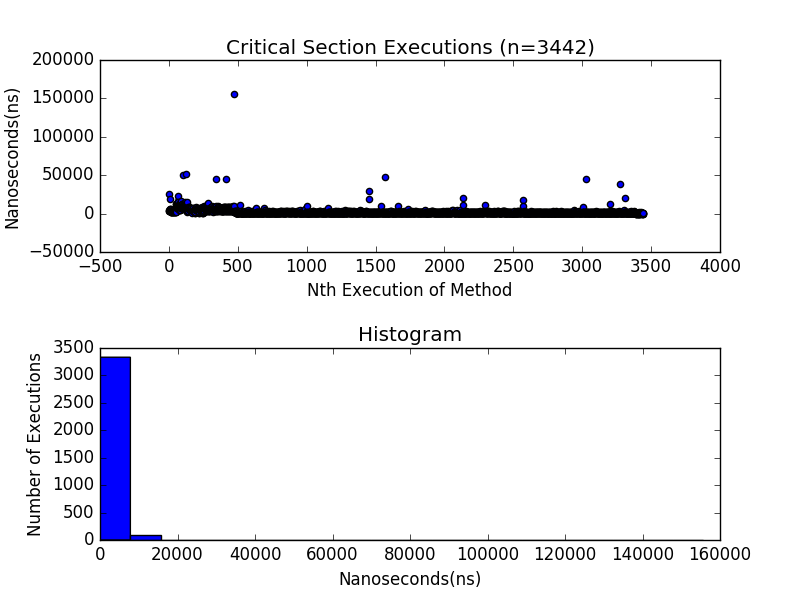 Critical Section Executions (n=3442)
200000
150000
100000
50000
0
−50000
Nanoseconds(ns)
−500 0 500 1000 1500 2000 2500 3000 3500 4000
Nth Execution of Method
Histogram
3500
3000
2500
2000
1500
1000
500
0
Number of Executions
0 20000 40000 60000 80000 100000 120000 140000 160000
Nanoseconds(ns)